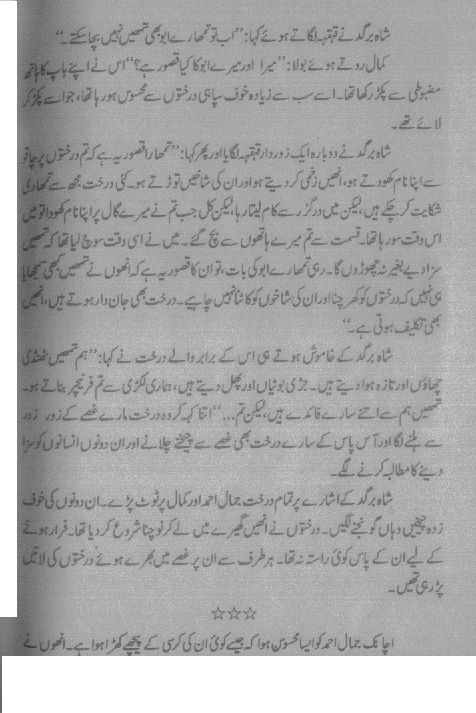 شاہ برگد نے قہقہہ لگاتے ہوئے کہا: ’’اب تو تمھارے ابو بھی تمھیں نہیں بچا سکتے۔‘‘
کمال روتے ہوئے بولا: ’’میرا اور میرے ابو کا کیا قصور ہے؟‘‘ اس نے اپنے باپ کا ہاتھ
مضبوطی سے پکڑ رکھا تھا۔ اسے سب سے زیادہ خوف سپاہی درختوں سے محسوس ہو رہا تھا، جو اسے پکڑ کر
لائے تھے۔
شاہ برگد نے دوبارہ ایک زوردار قہقہہ لگایا اور پھر کہا: ’’تمھارا قصور یہ ہے کہ تم درختوں پر چاقو
سے اپنا نام کھودتے ہو، انھیں زخمی کر دیتے ہو اور ان کی شاخیں توڑتے ہو۔ کئی درخت مجھ سے تمھاری
شکایت کر چکے ہیں، لیکن میں درگزر سے کام لیتا رہا، لیکن کل جب تم نے میرے گال پر اپنا نام کھودا تو میں
اس وقت سو رہا تھا۔ قسمت سے تم میرے ہاتھوں سے بچ گئے۔ میں نے اسی وقت سوچ لیا تھا کہ تمھیں
سزا دیے بغیر نہ چھوڑوں گا۔ رہی تمھارے ابو کی بات، تو ان کا قصور یہ ہے کہ انھوں نے تمھیں کبھی سمجھایا
ہی نہیں کہ درختوں کو کھرچنا اور ان کی شاخوں کو کاٹنا نہیں چاہیے۔ درخت بھی جان دار ہوتے ہیں، انھیں
بھی تکلیف ہوتی ہے۔‘‘
شاہ برگد کے خاموش ہوتے ہی اس کے برابر والے درخت نے کہا: ’’ہم تمھیں ٹھنڈی
چھاؤں اور تازہ ہوا دیتے ہیں۔ جڑی بوٹیاں اور پھل دیتے ہیں، ہماری لکڑی سے تم فرنیچر بناتے ہو۔
تمھیں ہم سے اتنے سارے فائدے ہیں، لیکن تم...‘‘ اتنا کہہ کر وہ درخت مارے غصے کے زور زور
سے ہلنے لگا اور آس پاس کے سارے درخت بھی غصے سے چیخنے چلانے اور ان دونوں انسانوں کو سزا
دینے کا مطالبہ کرنے لگے۔
شاہ برگد کے اشارے پر تمام درخت جمال احمد اور کمال پر ٹوٹ پڑے۔ ان دونوں کی خوف
زدہ چیخیں وہاں گونجنے لگیں۔ درختوں نے انھیں گھیرے میں لے کر نوچنا شروع کر دیا تھا۔ فرار ہونے
کے لیے ان کے پاس کوئی راستہ نہ تھا۔ ہر طرف سے ان پر غصے میں بھرے ہوئے درختوں کی لاتیں
پڑ رہی تھیں۔
☆☆☆
اچانک جمال احمد کو ایسا محسوس ہوا کہ جیسے کوئی ان کی کرسی کے پیچھے کھڑا ہوا ہے۔ انھوں نے